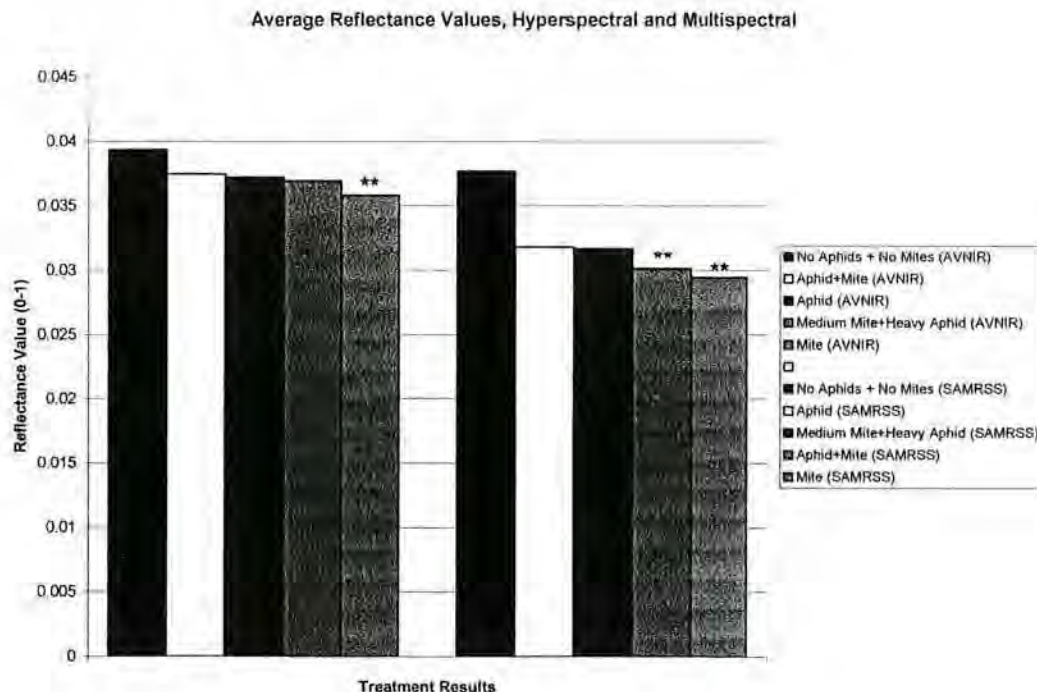 Average Reflectance Values, Hyperspectral and Multispectral
0.045
0.04
0.035
0.03
0.025
0.02
0.015
0.01
0.005
0
Reflectance Value (0-1)
**
**
**
Treatment Results
No Aphids + No Mites (AVNIR)
Aphid+Mite (AVNIR)
Aphid (AVNIR)
Medium Mite+Heavy Aphid (AVNIR)
Mite (AVNIR)
No Aphids + No Mites (SAMRSS)
Aphid (SAMRSS)
Medium Mite+Heavy Aphid (SAMRSS)
Aphid+Mite (SAMRSS)
Mite (SAMRSS)